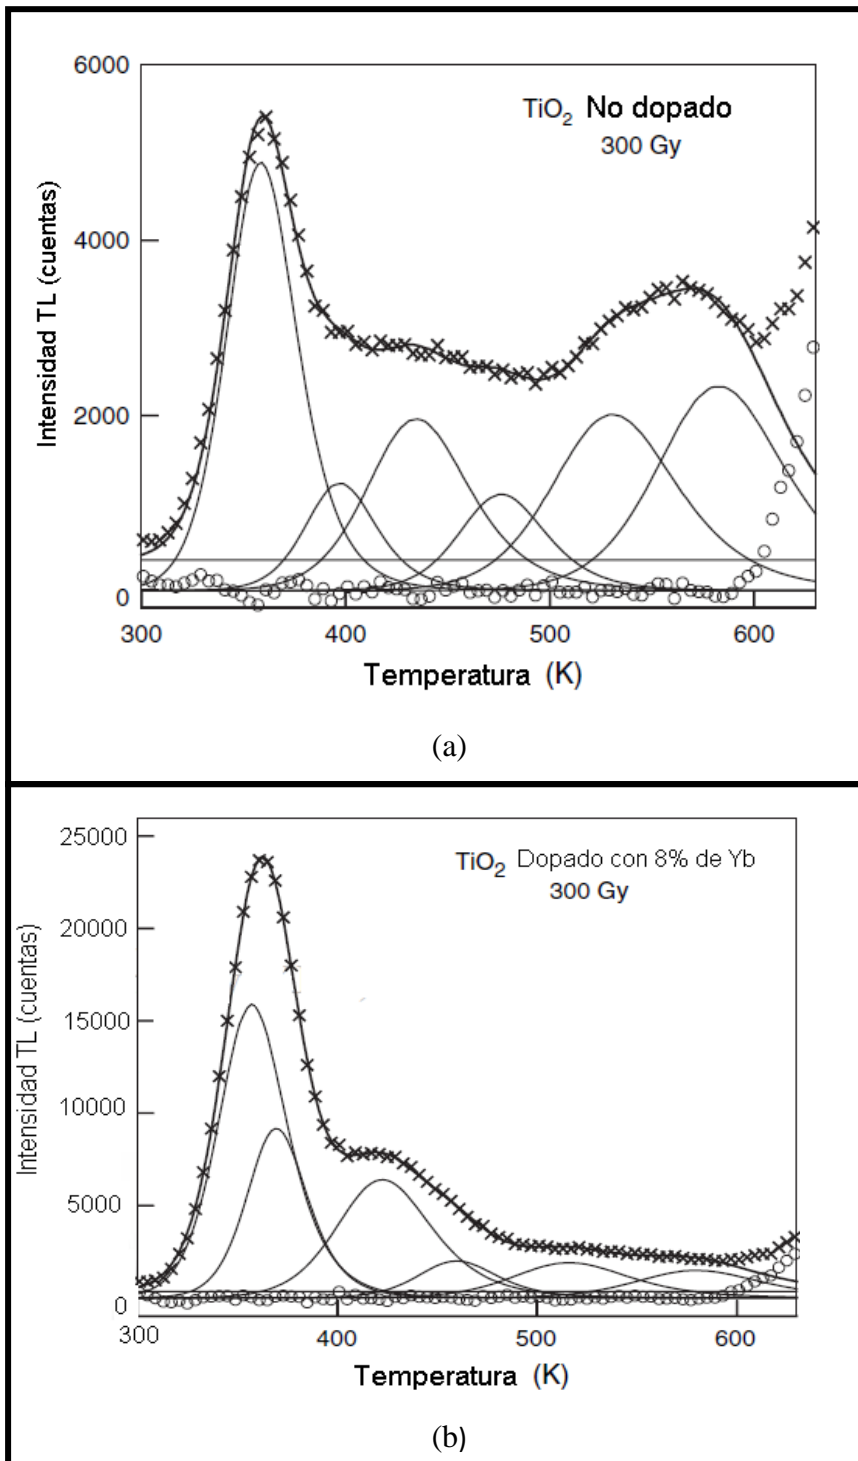 6000
TiO2 No dopado
300 Gy
4000
2000
0
Intensidad TL (cuentas)
300 400 500 600
Temperatura (K)
(a)
25000
TiO2 Dopado con 8% de Yb
300 Gy
20000
15000
10000
5000
0
Intensidad TL (cuentas)
300 400 500 600
Temperatura (K)
(b)